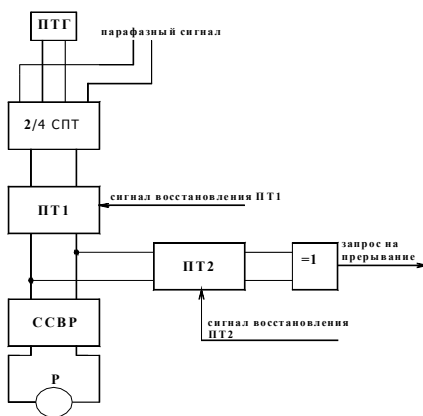 ПТГ
парафазный сигнал
2/4 СПТ
сигнал восстановления ПТ1
ПТ1
запрос на
прерывание
=1
ПТ2
ССВР
сигнал восстановления
ПТ2
Р